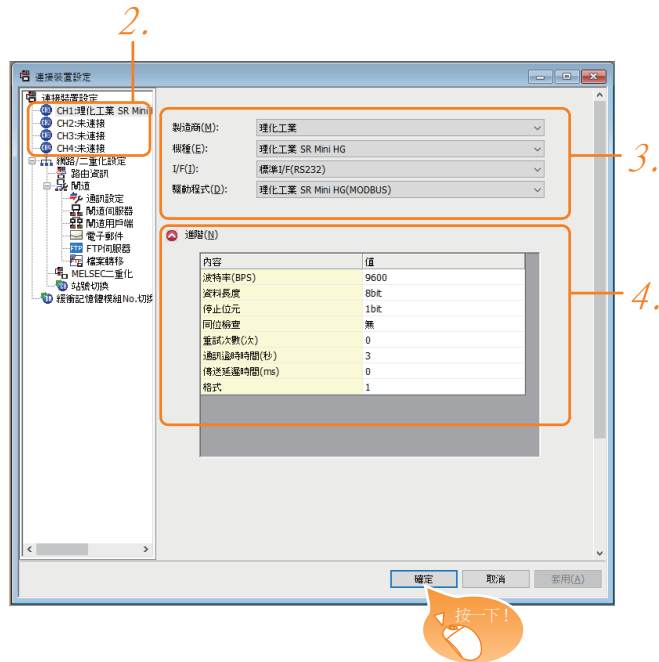 2.
連接裝置設定
連接裝置設定
CH1:理化工業 SR Mini
CH2:未連接
CH3:未連接
CH4:未連接
網路/二重化設定
路由資訊
閘道
通訊設定
閘道伺服器
閘道用戶端
電子郵件
FTP伺服器
檔案轉移
MELSEC二重化
站號切換
緩衝記憶體模組No.切換
製造商(M): 理化工業
機種(E): 理化工業 SR Mini HG
I/F(I): 標準I/F(RS232)
驅動程式(D): 理化工業 SR Mini HG(MODBUS)
3.
進階(N)
內容 值
波特率(BPS) 9600
資料長度 8bit
停止位元 1bit
同位檢查 無
重試次數(次) 0
通訊逾時時間(秒) 3
傳送延遲時間(ms) 0
格式 1
4.
確定 取消 套用(A)
按一下!